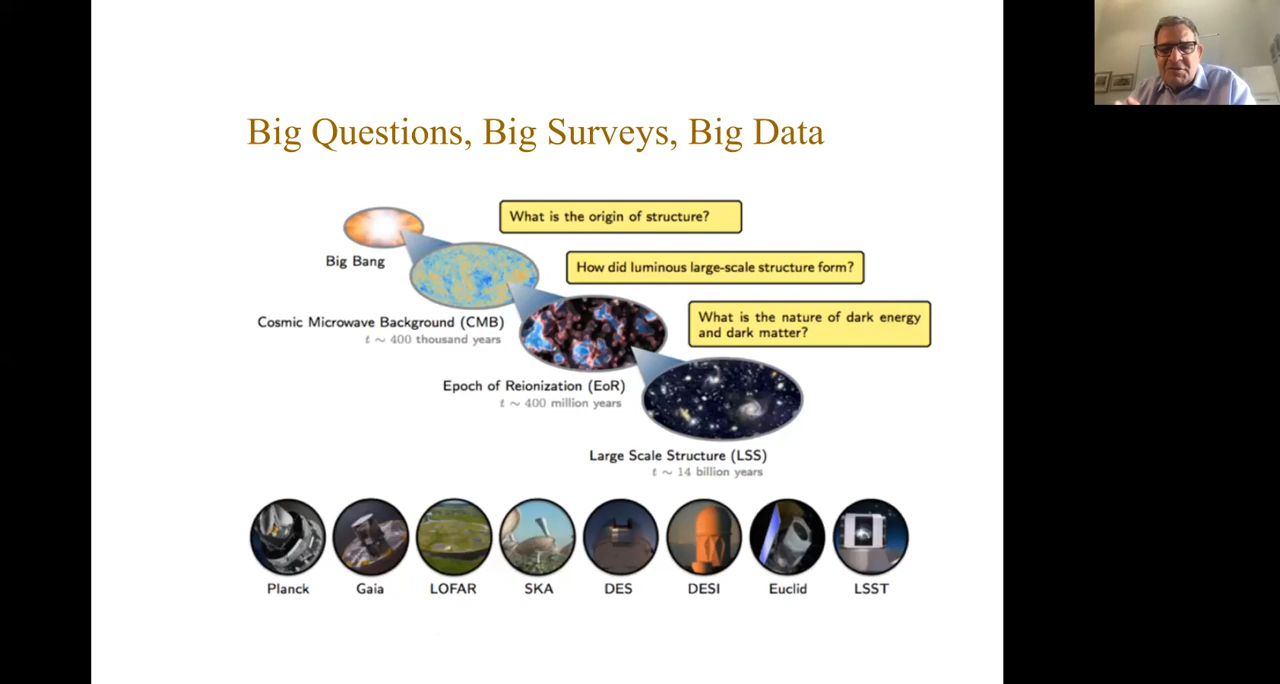 Big Questions, Big Surveys, Big Data
What is the origin of structure?
Big Bang
How did luminous large-scale structure form?
Cosmic Microwave Background (CMB)
t ~ 400 thousand years
What is the nature of dark energy
and dark matter?
Epoch of Reionization (EoR)
t ~ 400 million years
Large Scale Structure (LSS)
t ~ 14 billion years
Planck Gaia LOFAR SKA DES DESI Euclid LSST